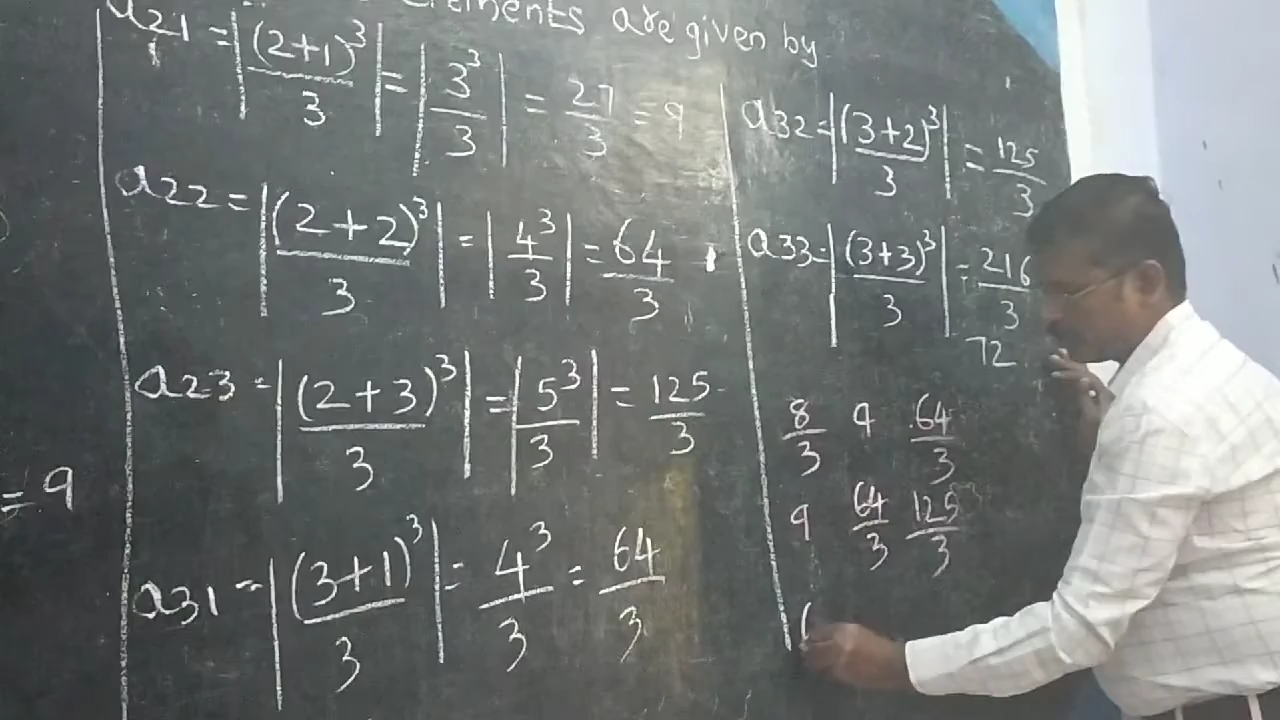 Elements are given by
a21 = |(2+1)^3/3| = |3^3/3| = 27/3 = 9
a22 = |(2+2)^3/3| = |4^3/3| = 64/3
a23 = |(2+3)^3/3| = |5^3/3| = 125/3
= 9
a31 = |(3+1)^3/3| = 4^3/3 = 64/3
a32 = |(3+2)^3/3| = 125/3
a33 = |(3+3)^3/3| = 216/3
72
8/3 9 64/3
9 64/3 125/3